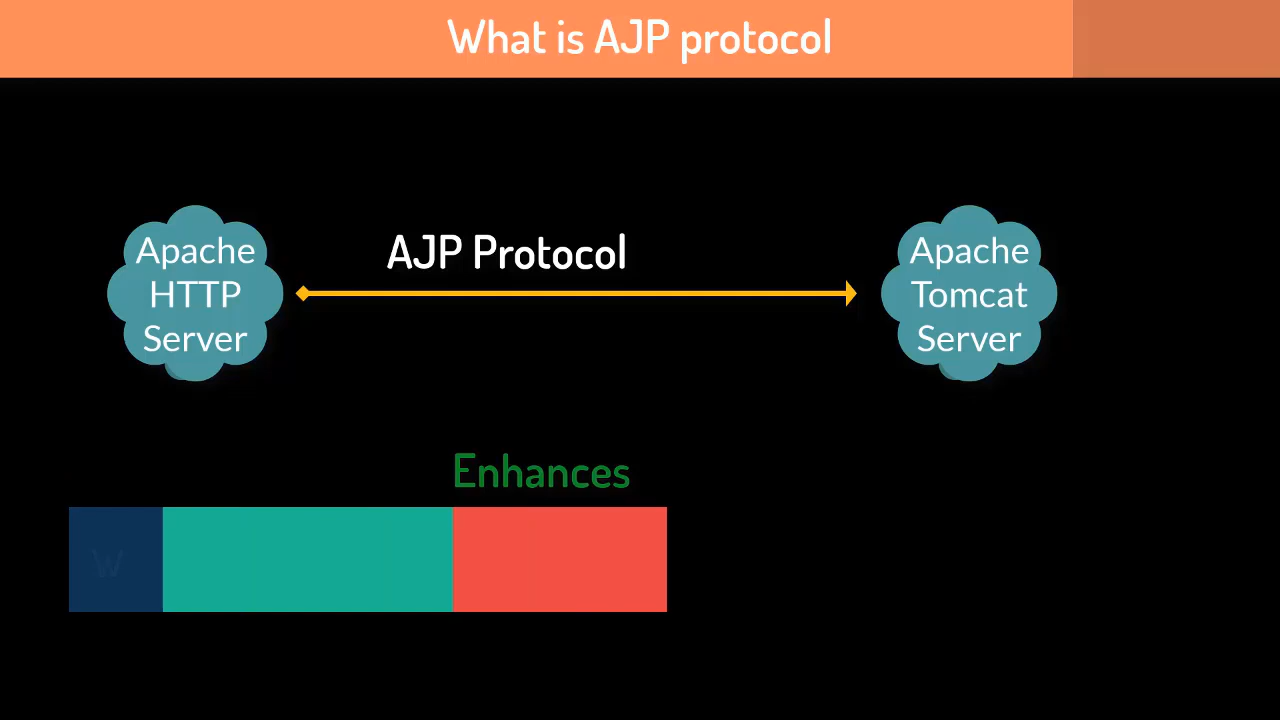 What is AJP protocol
Apache
HTTP
Server
AJP Protocol
Apache
Tomcat
Server
Enhances
W